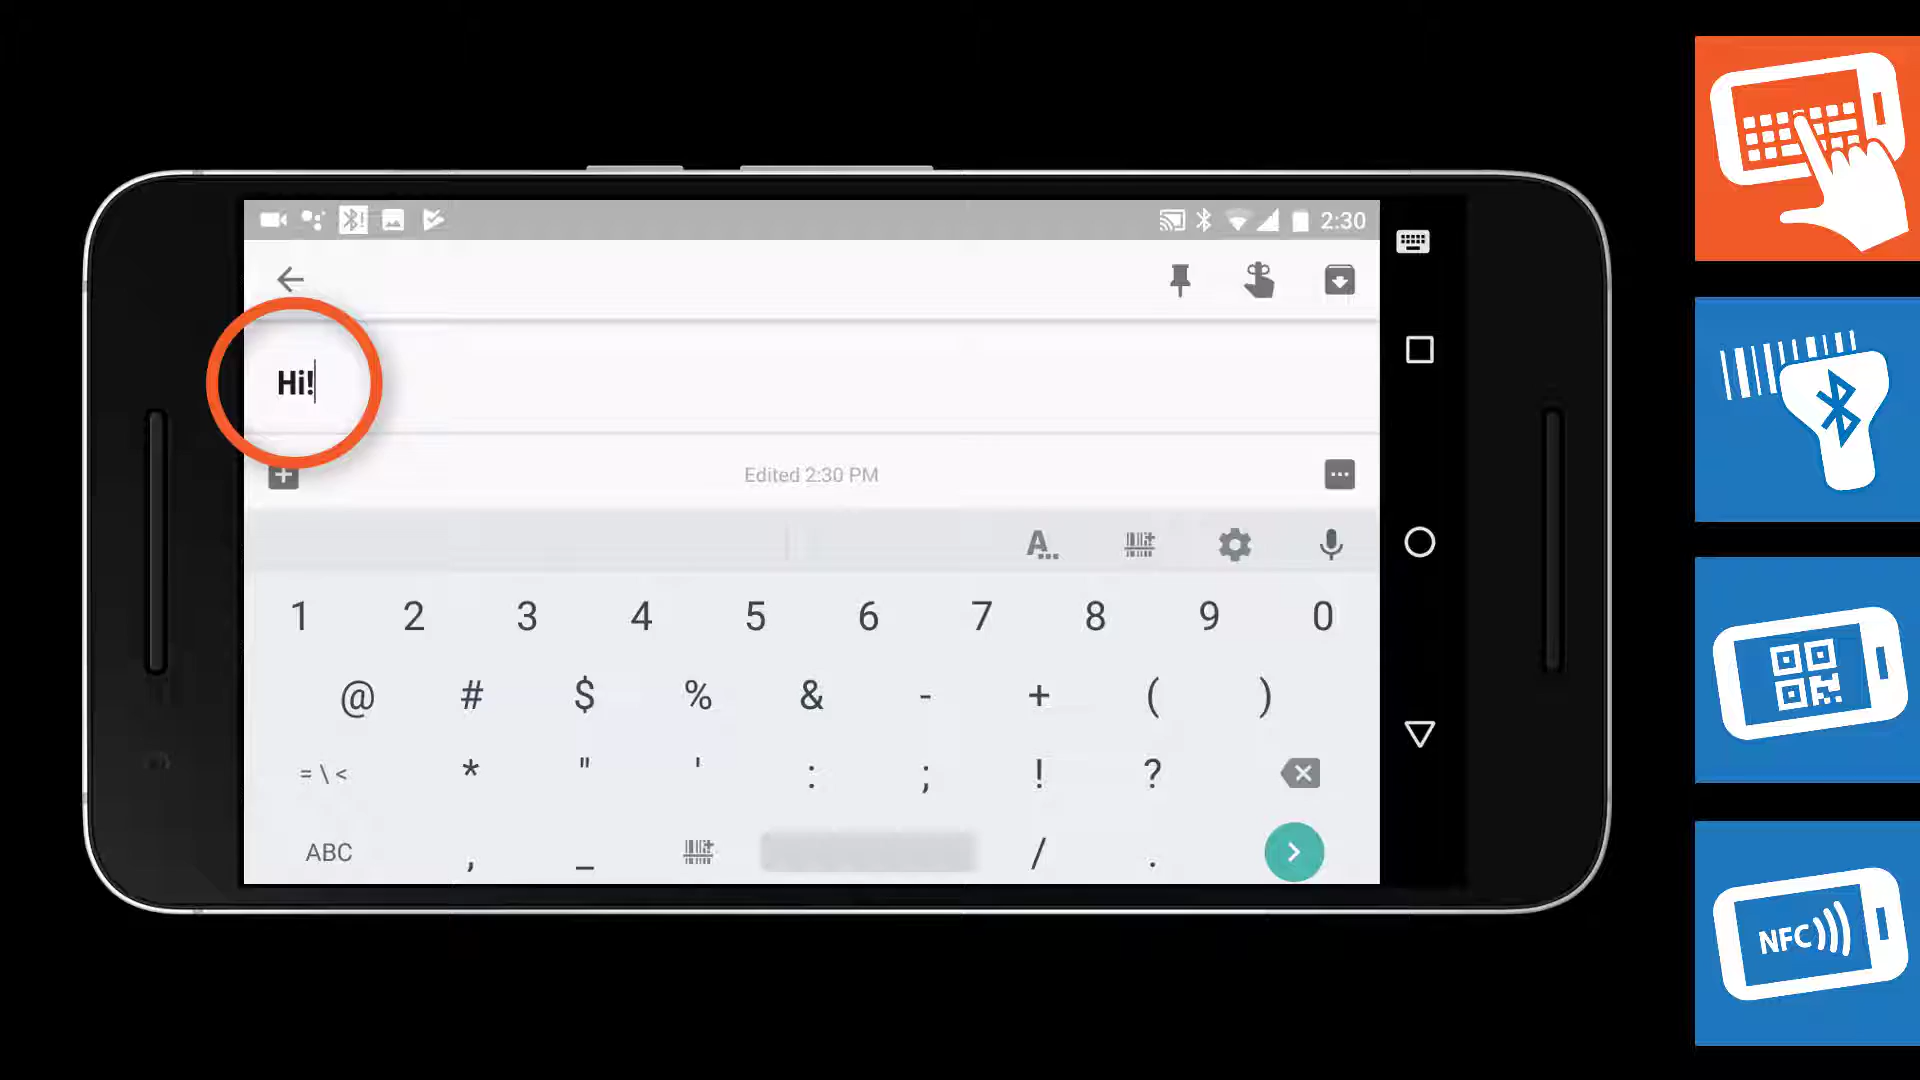 2:30
Hi!
Edited 2:30 PM
A...
1 2 3 4 5 6 7 8 9 0
@ # $ % & - + ( )
= \ < * " ' : ; ! ?
ABC , _ / .
NFC